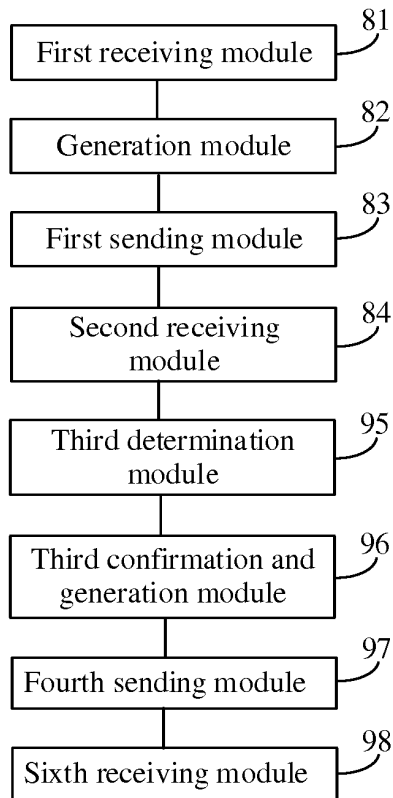 81
First receiving module
82
Generation module
83
First sending module
84
Second receiving
module
95
Third determination
module
96
Third confirmation and
generation module
97
Fourth sending module
98
Sixth receiving module